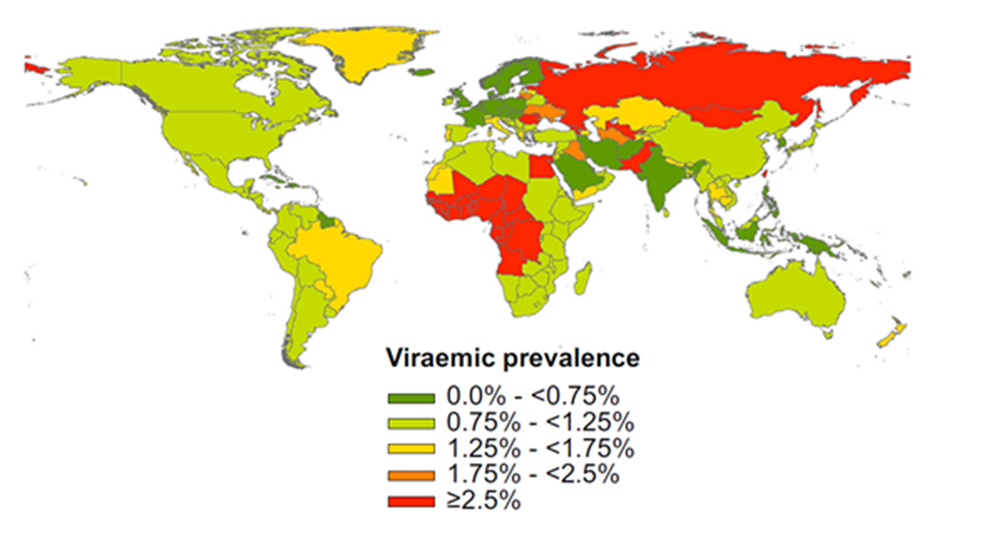 Viraemic prevalence
0.0% - <0.75%
0.75% - <1.25%
1.25% - <1.75%
1.75% - <2.5%
≥2.5%